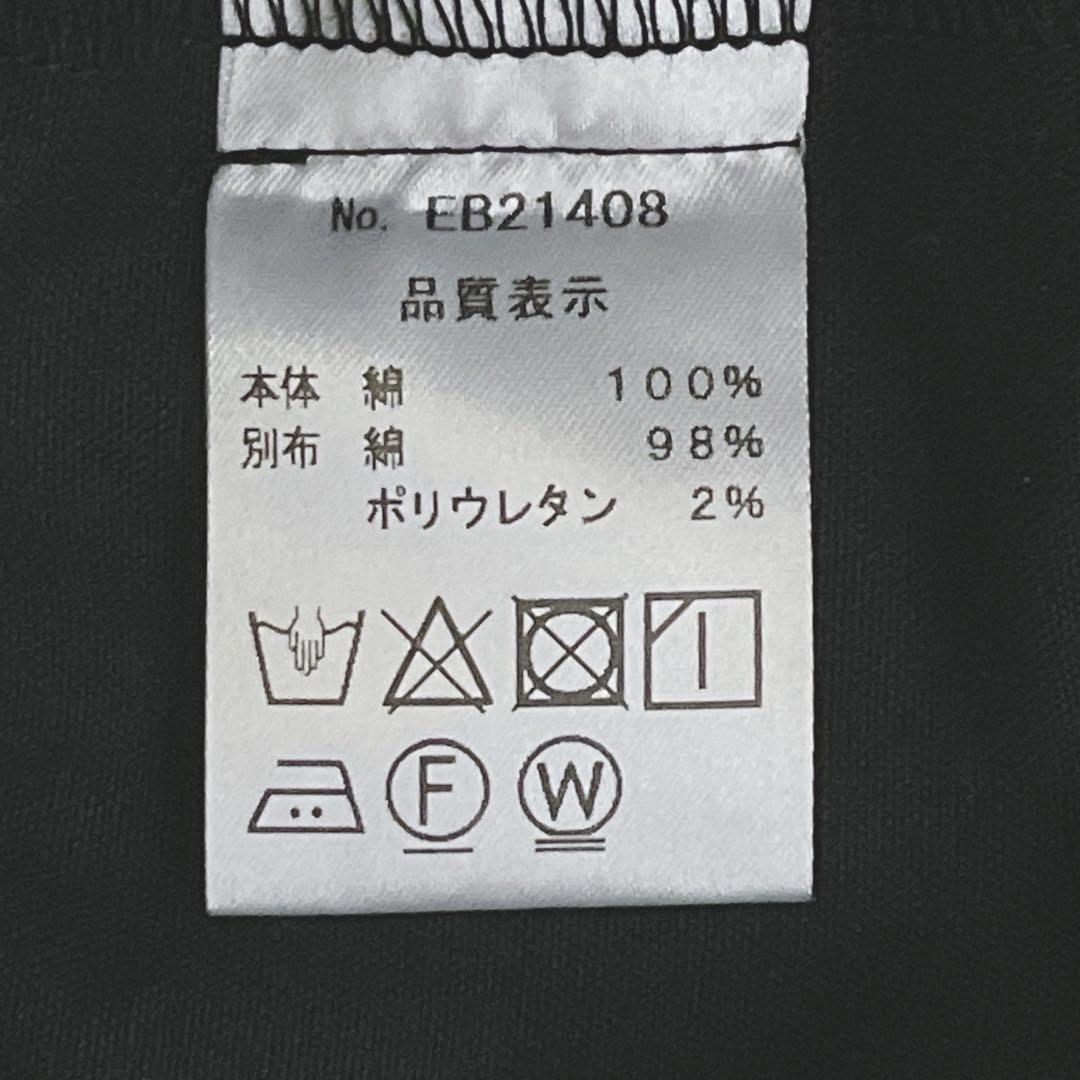 No. EB21408
品質表示
本体 綿 100%
別布 綿 98%
ポリウレタン 2%
F W